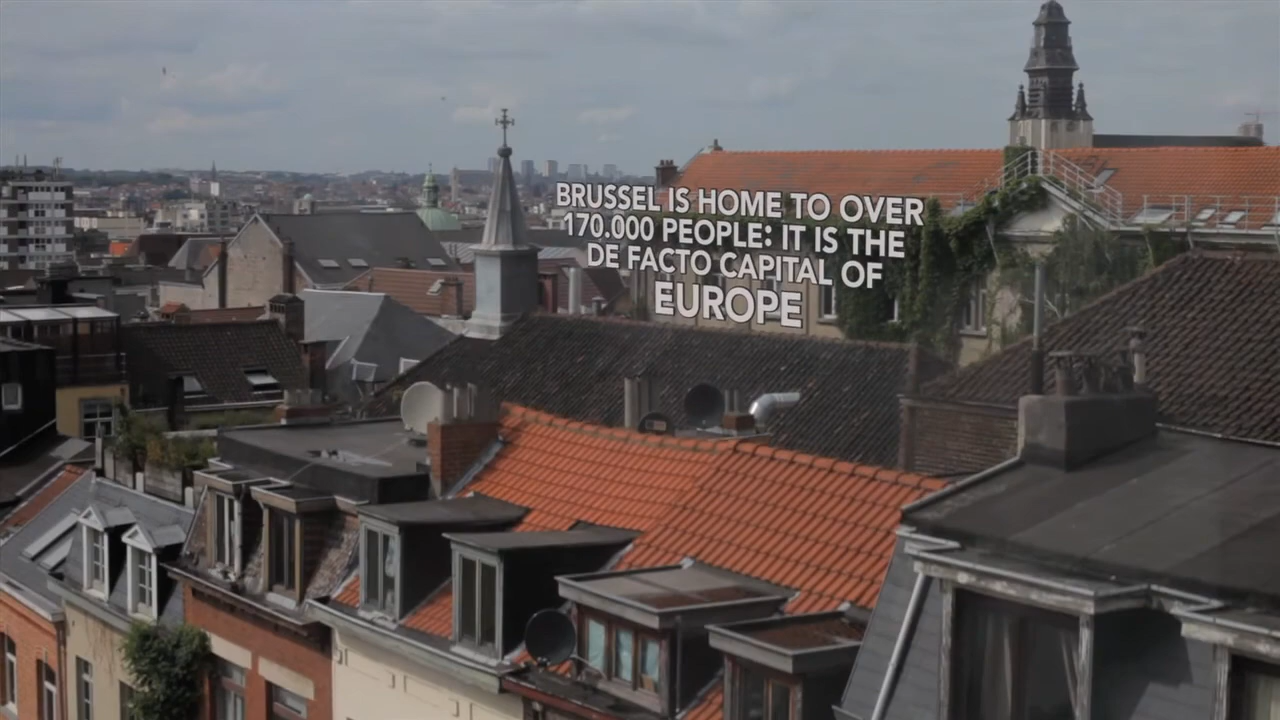 BRUSSEL IS HOME TO OVER
170.000 PEOPLE: IT IS THE
DE FACTO CAPITAL OF
EUROPE